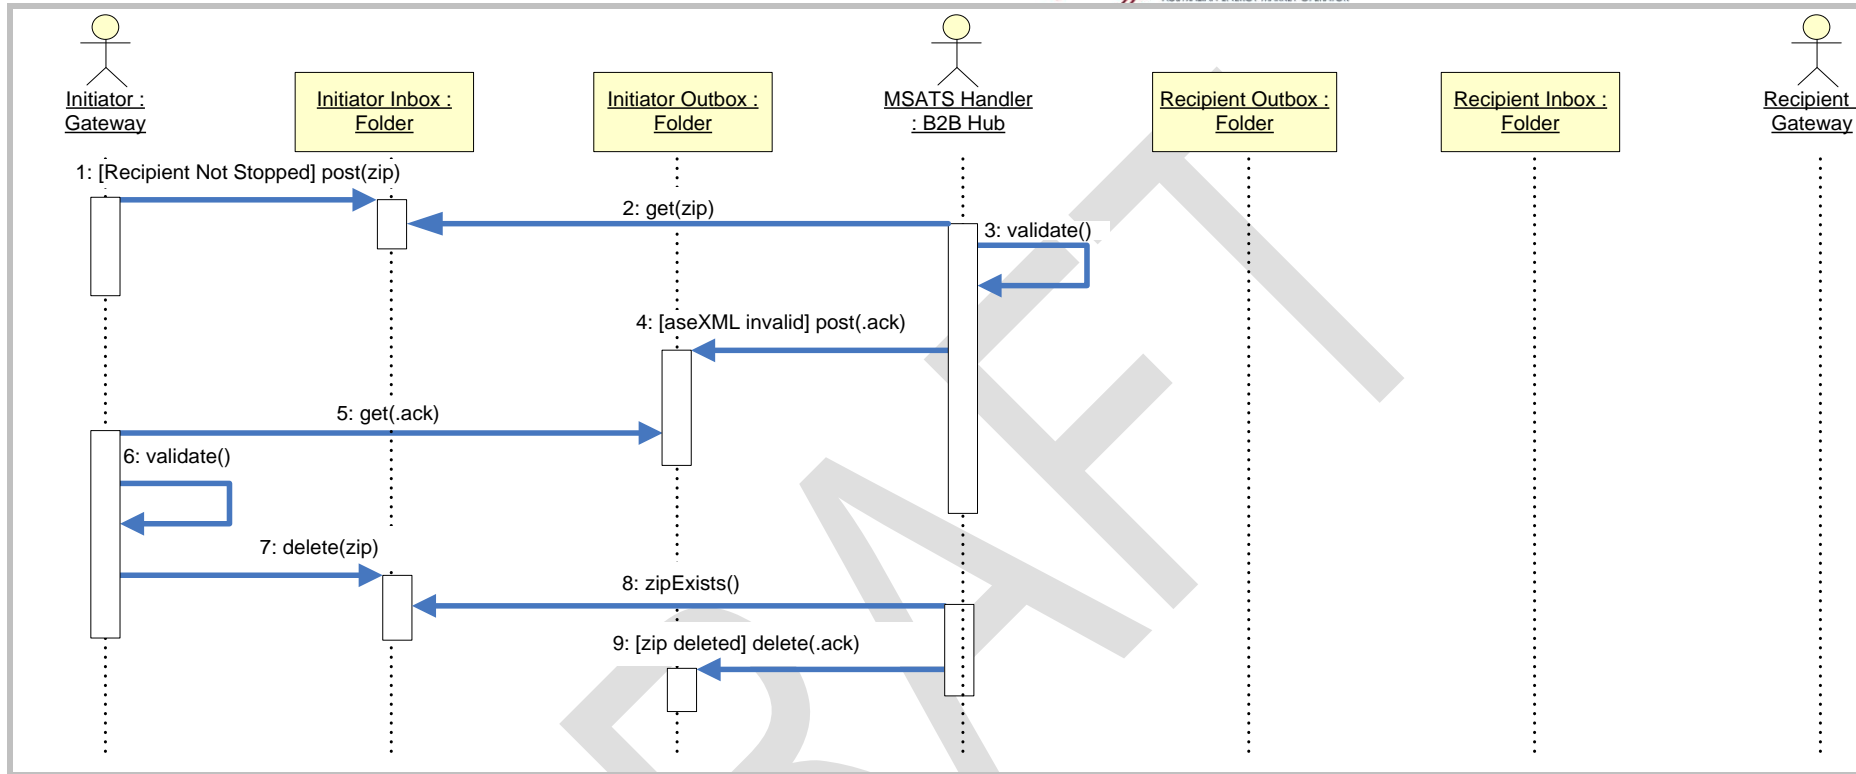 Initiator :
Gateway
Initiator Inbox :
Folder
Initiator Outbox :
Folder
MSATS Handler
: B2B Hub
Recipient Outbox :
Folder
Recipient Inbox :
Folder
Recipient
Gateway
1: [Recipient Not Stopped] post(zip)
2: get(zip)
3: validate()
4: [aseXML invalid] post(.ack)
5: get(.ack)
6: validate()
7: delete(zip)
8: zipExists()
9: [zip deleted] delete(.ack)
RAFT